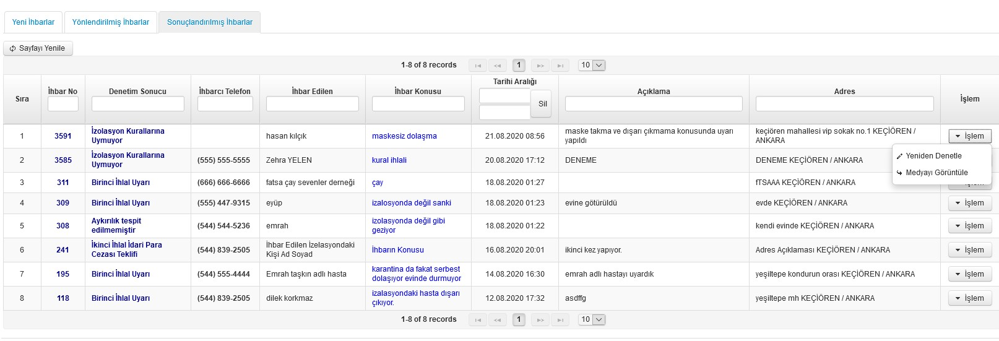 Yeni İhbarlar Yönlendirilmiş İhbarlar Sonuçlandırılmış İhbarlar
Sayfayı Yenile
1-8 of 8 records 1 10
Sıra İhbar No Denetim Sonucu İhbarcı Telefon İhbar Edilen İhbar Konusu Tarihi Aralığı Sil Açıklama Adres İşlem
1 3591 İzolasyon Kurallarına Uymuyor hasan kılçık maskesiz dolaşma 21.08.2020 08:56 maske takma ve dışarı çıkmama konusunda uyarı yapıldı keçiören mahallesi vip sokak no.1 KEÇİÖREN / ANKARA İşlem
Yeniden Denetle
Medyayı Görüntüle
2 3585 İzolasyon Kurallarına Uymuyor (555) 555-5555 Zehra YELEN kural ihlali 20.08.2020 17:12 DENEME DENEME KEÇİÖREN / ANKARA
3 311 Birinci İhlal Uyarı (666) 666-6666 fatsa çay sevenler derneği çay 18.08.2020 01:27 fTSAAA KEÇİÖREN / ANKARA İşlem
4 309 Birinci İhlal Uyarı (555) 447-9315 eyüp izalosyonda değil sanki 18.08.2020 01:23 evine götürüldü evde KEÇİÖREN / ANKARA İşlem
5 308 Aykırılık tespit edilmemiştir (544) 544-5236 emrah izolasyonda değil gibi geziyor 18.08.2020 01:22 kendi evinde KEÇİÖREN / ANKARA İşlem
6 241 İkinci İhlal İdari Para Cezası Teklifi (544) 839-2505 İhbar Edilen İzelasyondaki Kişi Ad Soyad İhbarın Konusu 16.08.2020 20:01 ikinci kez yapıyor. Adres Açıklaması KEÇİÖREN / ANKARA İşlem
7 195 Birinci İhlal Uyarı (544) 555-4444 Emrah taşkın adlı hasta karantina da fakat serbest dolaşıyor evinde durmuyor 14.08.2020 16:30 emrah adlı hastayı uyardık yeşiltepe kondurun orası KEÇİÖREN / ANKARA İşlem
8 118 Birinci İhlal Uyarı (544) 839-2505 dilek korkmaz izalasyondaki hasta dışarı çıkıyor. 12.08.2020 17:32 asdffg yeşiltepe mh KEÇİÖREN / ANKARA İşlem
1-8 of 8 records 1 10